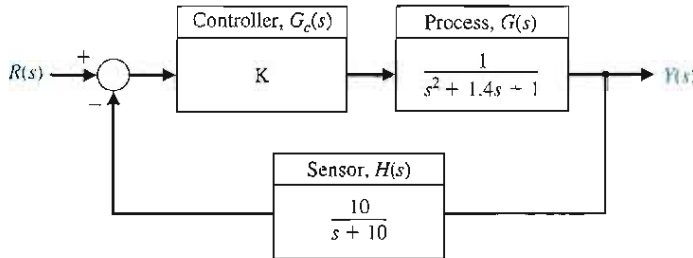 Controller, G_c(s)
Process, G(s)
R(s)
+
−
K
1
s² + 1.4s − 1
Y(s)
Sensor, H(s)
10
s + 10